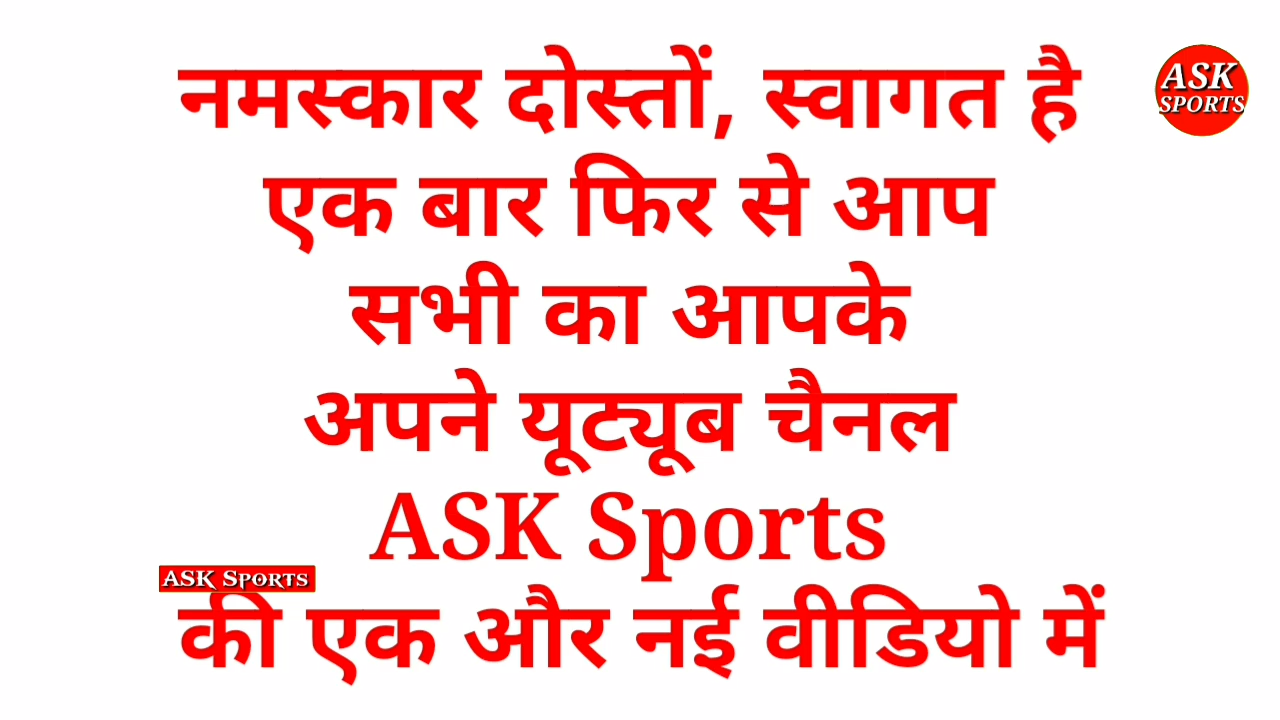 नमस्कार दोस्तों, स्वागत है
ASK
SPORTS
एक बार फिर से आप
सभी का आपके
अपने यूट्यूब चैनल
ASK Sports
ASK SPORTS
की एक और नई वीडियो में